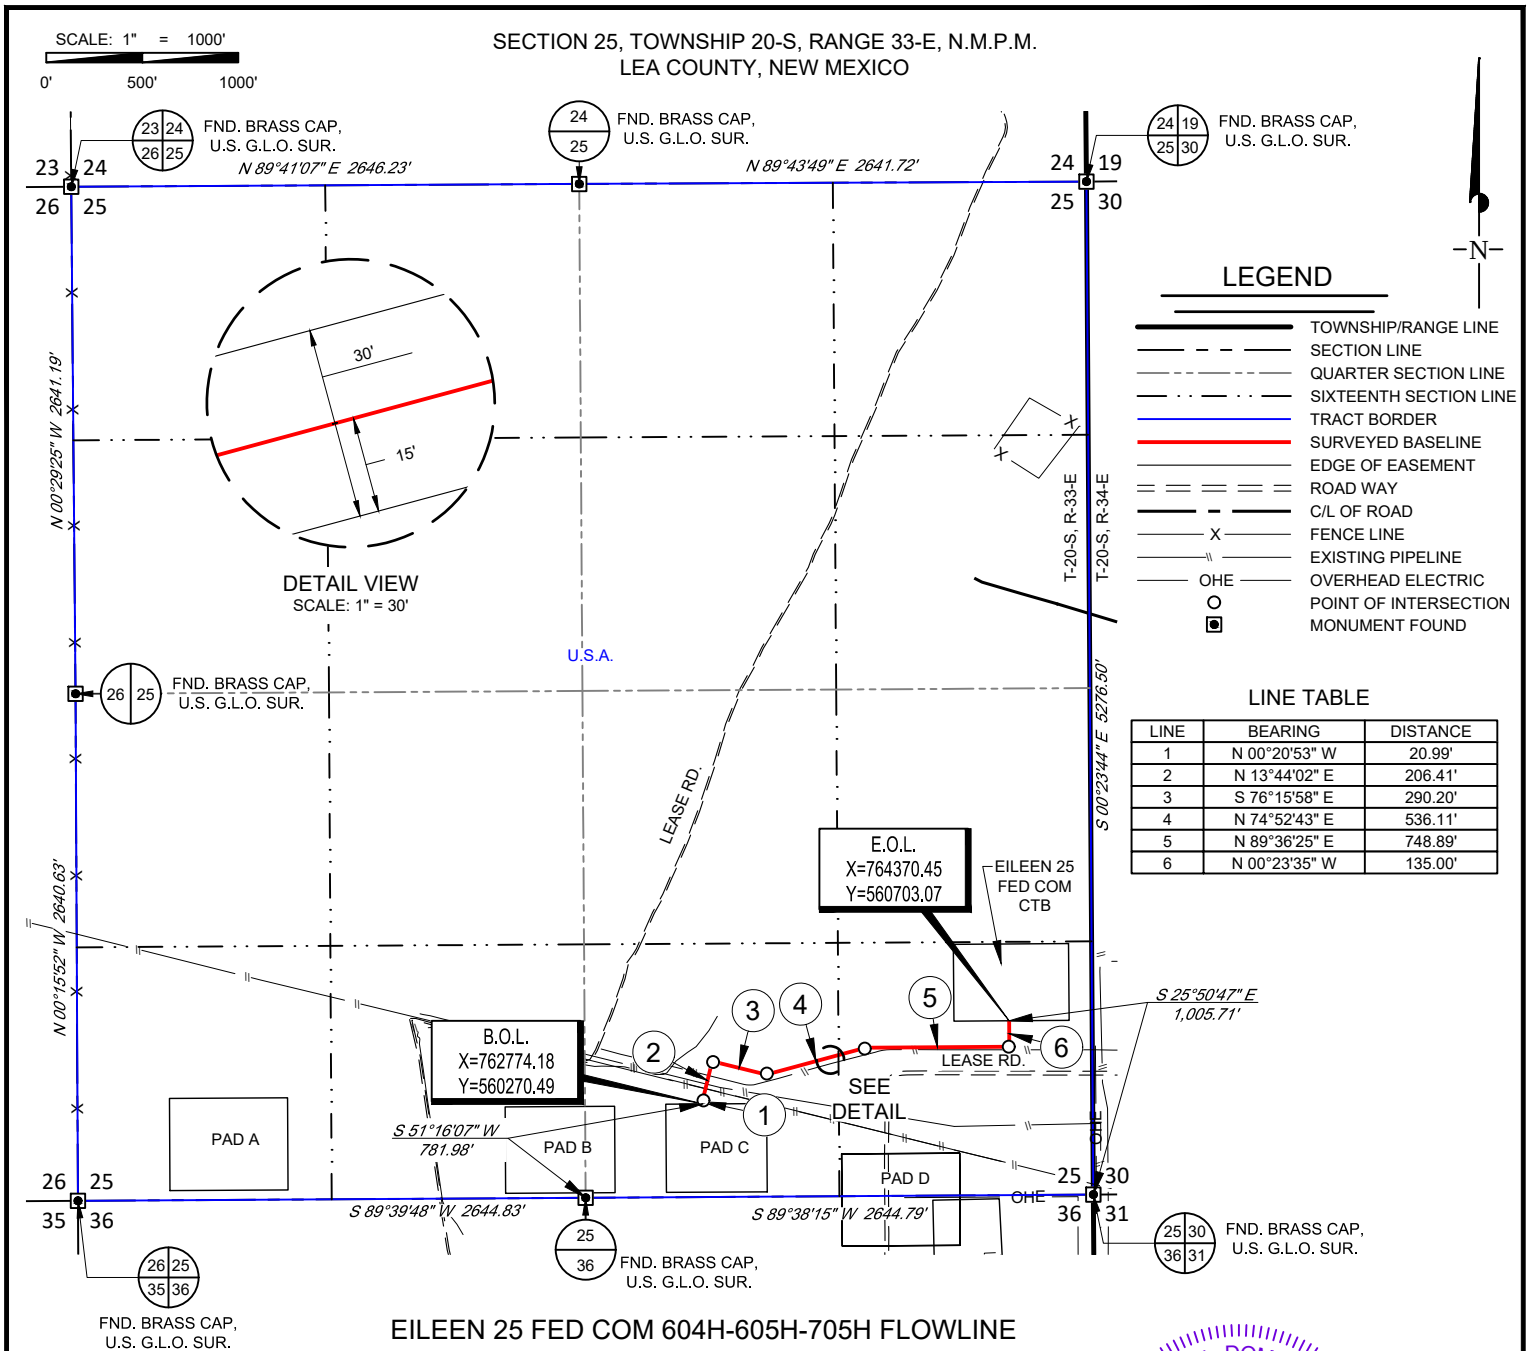 SCALE: 1" = 1000'
0' 500' 1000'
SECTION 25, TOWNSHIP 20-S, RANGE 33-E, N.M.P.M.
LEA COUNTY, NEW MEXICO
23 24
26 25
FND. BRASS CAP,
U.S. G.L.O. SUR.
24
25
FND. BRASS CAP,
U.S. G.L.O. SUR.
24 19
25 30
FND. BRASS CAP,
U.S. G.L.O. SUR.
N 89°41'07" E 2646.23'
N 89°43'49" E 2641.72'
23 24
26 25
24 19
25 30
N
LEGEND
TOWNSHIP/RANGE LINE
SECTION LINE
QUARTER SECTION LINE
SIXTEENTH SECTION LINE
TRACT BORDER
SURVEYED BASELINE
EDGE OF EASEMENT
ROAD WAY
C/L OF ROAD
X FENCE LINE
EXISTING PIPELINE
OHE OVERHEAD ELECTRIC
POINT OF INTERSECTION
MONUMENT FOUND
30'
15'
DETAIL VIEW
SCALE: 1" = 30'
N 00°29'25" W 2641.19'
X
X
T-20-S, R-33-E
T-20-S, R-34-E
U.S.A.
26 25
FND. BRASS CAP,
U.S. G.L.O. SUR.
S 00°23'44" E 5276.50'
LINE TABLE
LINE BEARING DISTANCE
1 N 00°20'53" W 20.99'
2 N 13°44'02" E 206.41'
3 S 76°15'58" E 290.20'
4 N 74°52'43" E 536.11'
5 N 89°36'25" E 748.89'
6 N 00°23'35" W 135.00'
LEASE RD.
E.O.L.
X=764370.45
Y=560703.07
EILEEN 25
FED COM
CTB
N 00°15'52" W 2640.63'
S 25°50'47" E
1,005.71'
B.O.L.
X=762774.18
Y=560270.49
2
3
4
5
6
1
LEASE RD.
SEE
DETAIL
S 51°16'07" W
781.98'
PAD A
PAD B
PAD C
PAD D
OHE
OHE
26 25
35 36
25 30
36 31
S 89°39'48" W 2644.83'
S 89°38'15" W 2644.79'
26 25
35 36
FND. BRASS CAP,
U.S. G.L.O. SUR.
25
36
FND. BRASS CAP,
U.S. G.L.O. SUR.
25 30
36 31
FND. BRASS CAP,
U.S. G.L.O. SUR.
EILEEN 25 FED COM 604H-605H-705H FLOWLINE